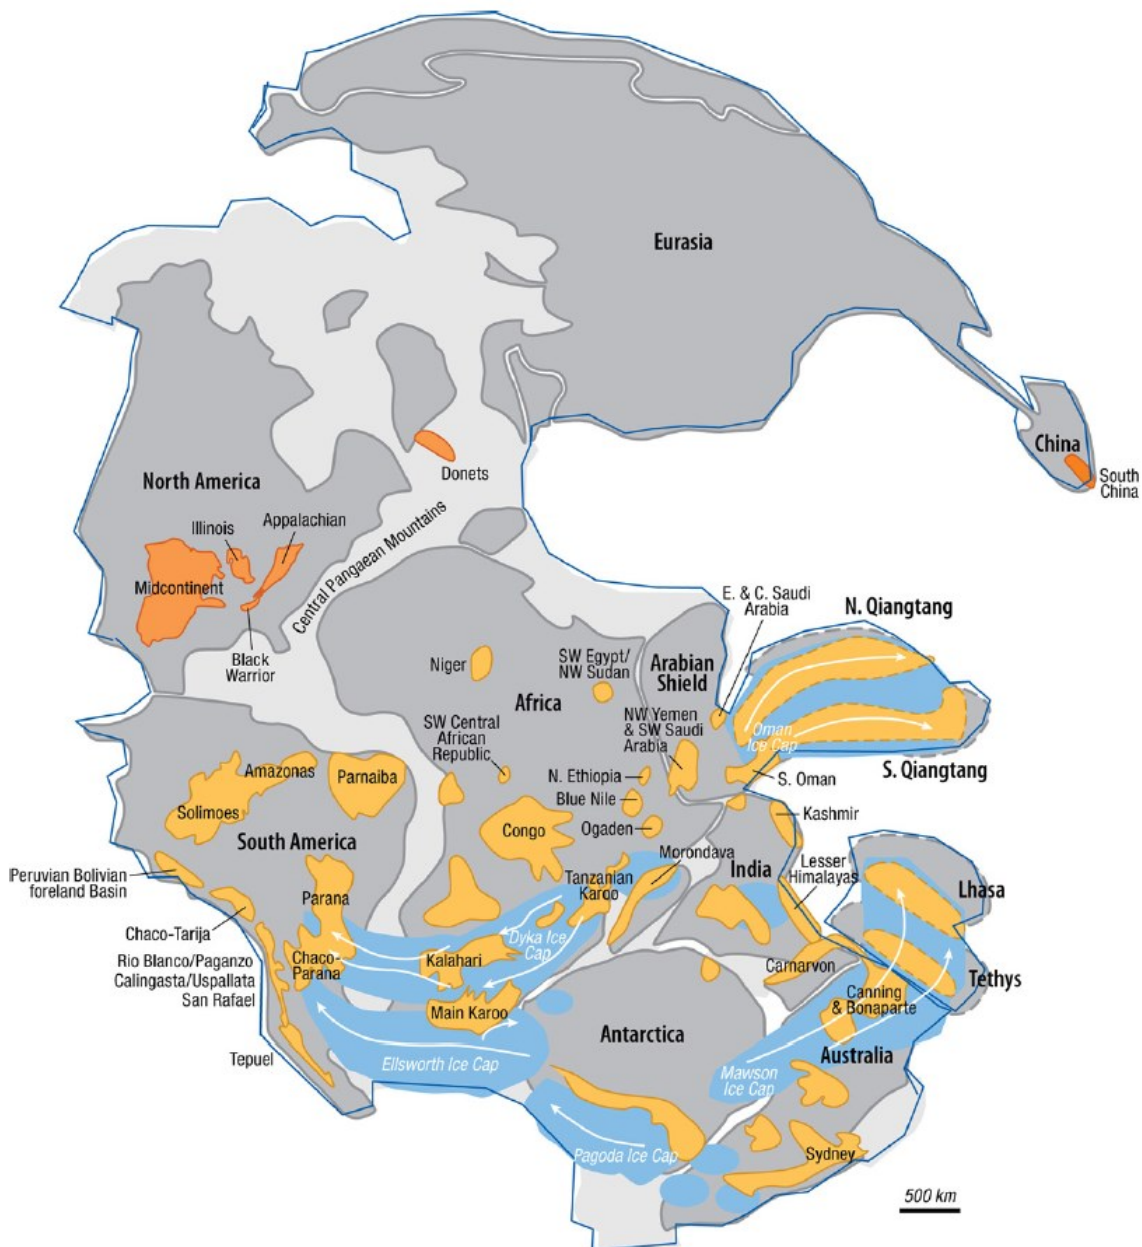 Eurasia
China
South
China
North America
Donets
Illinois
Appalachian
Midcontinent
Central Pangaean Mountains
Black
Warrior
E. & C. Saudi
Arabia
N. Qiangtang
Niger
SW Egypt/
NW Sudan
Arabian
Shield
Africa
SW Central
African
Republic
NW Yemen
& SW Saudi
Arabia
Oman
Ice Cap
S. Qiangtang
Amazonas
Parnaiba
N. Ethiopia
S. Oman
Solimoes
Blue Nile
Kashmir
South America
Congo
Ogaden
Morondava
Lesser
Himalayas
India
Peruvian Bolivian
foreland Basin
Tanzanian
Karoo
Lhasa
Parana
Chaco-Tarija
Dyka Ice
Cap
Rio Blanco/Paganzo
Calingasta/Uspallata
San Rafael
Chaco-
Parana
Kalahari
Carnarvon
Tethys
Canning
& Bonaparte
Main Karoo
Antarctica
Australia
Tepuel
Ellsworth Ice Cap
Mawson
Ice Cap
Pagoda Ice Cap
Sydney
500 km